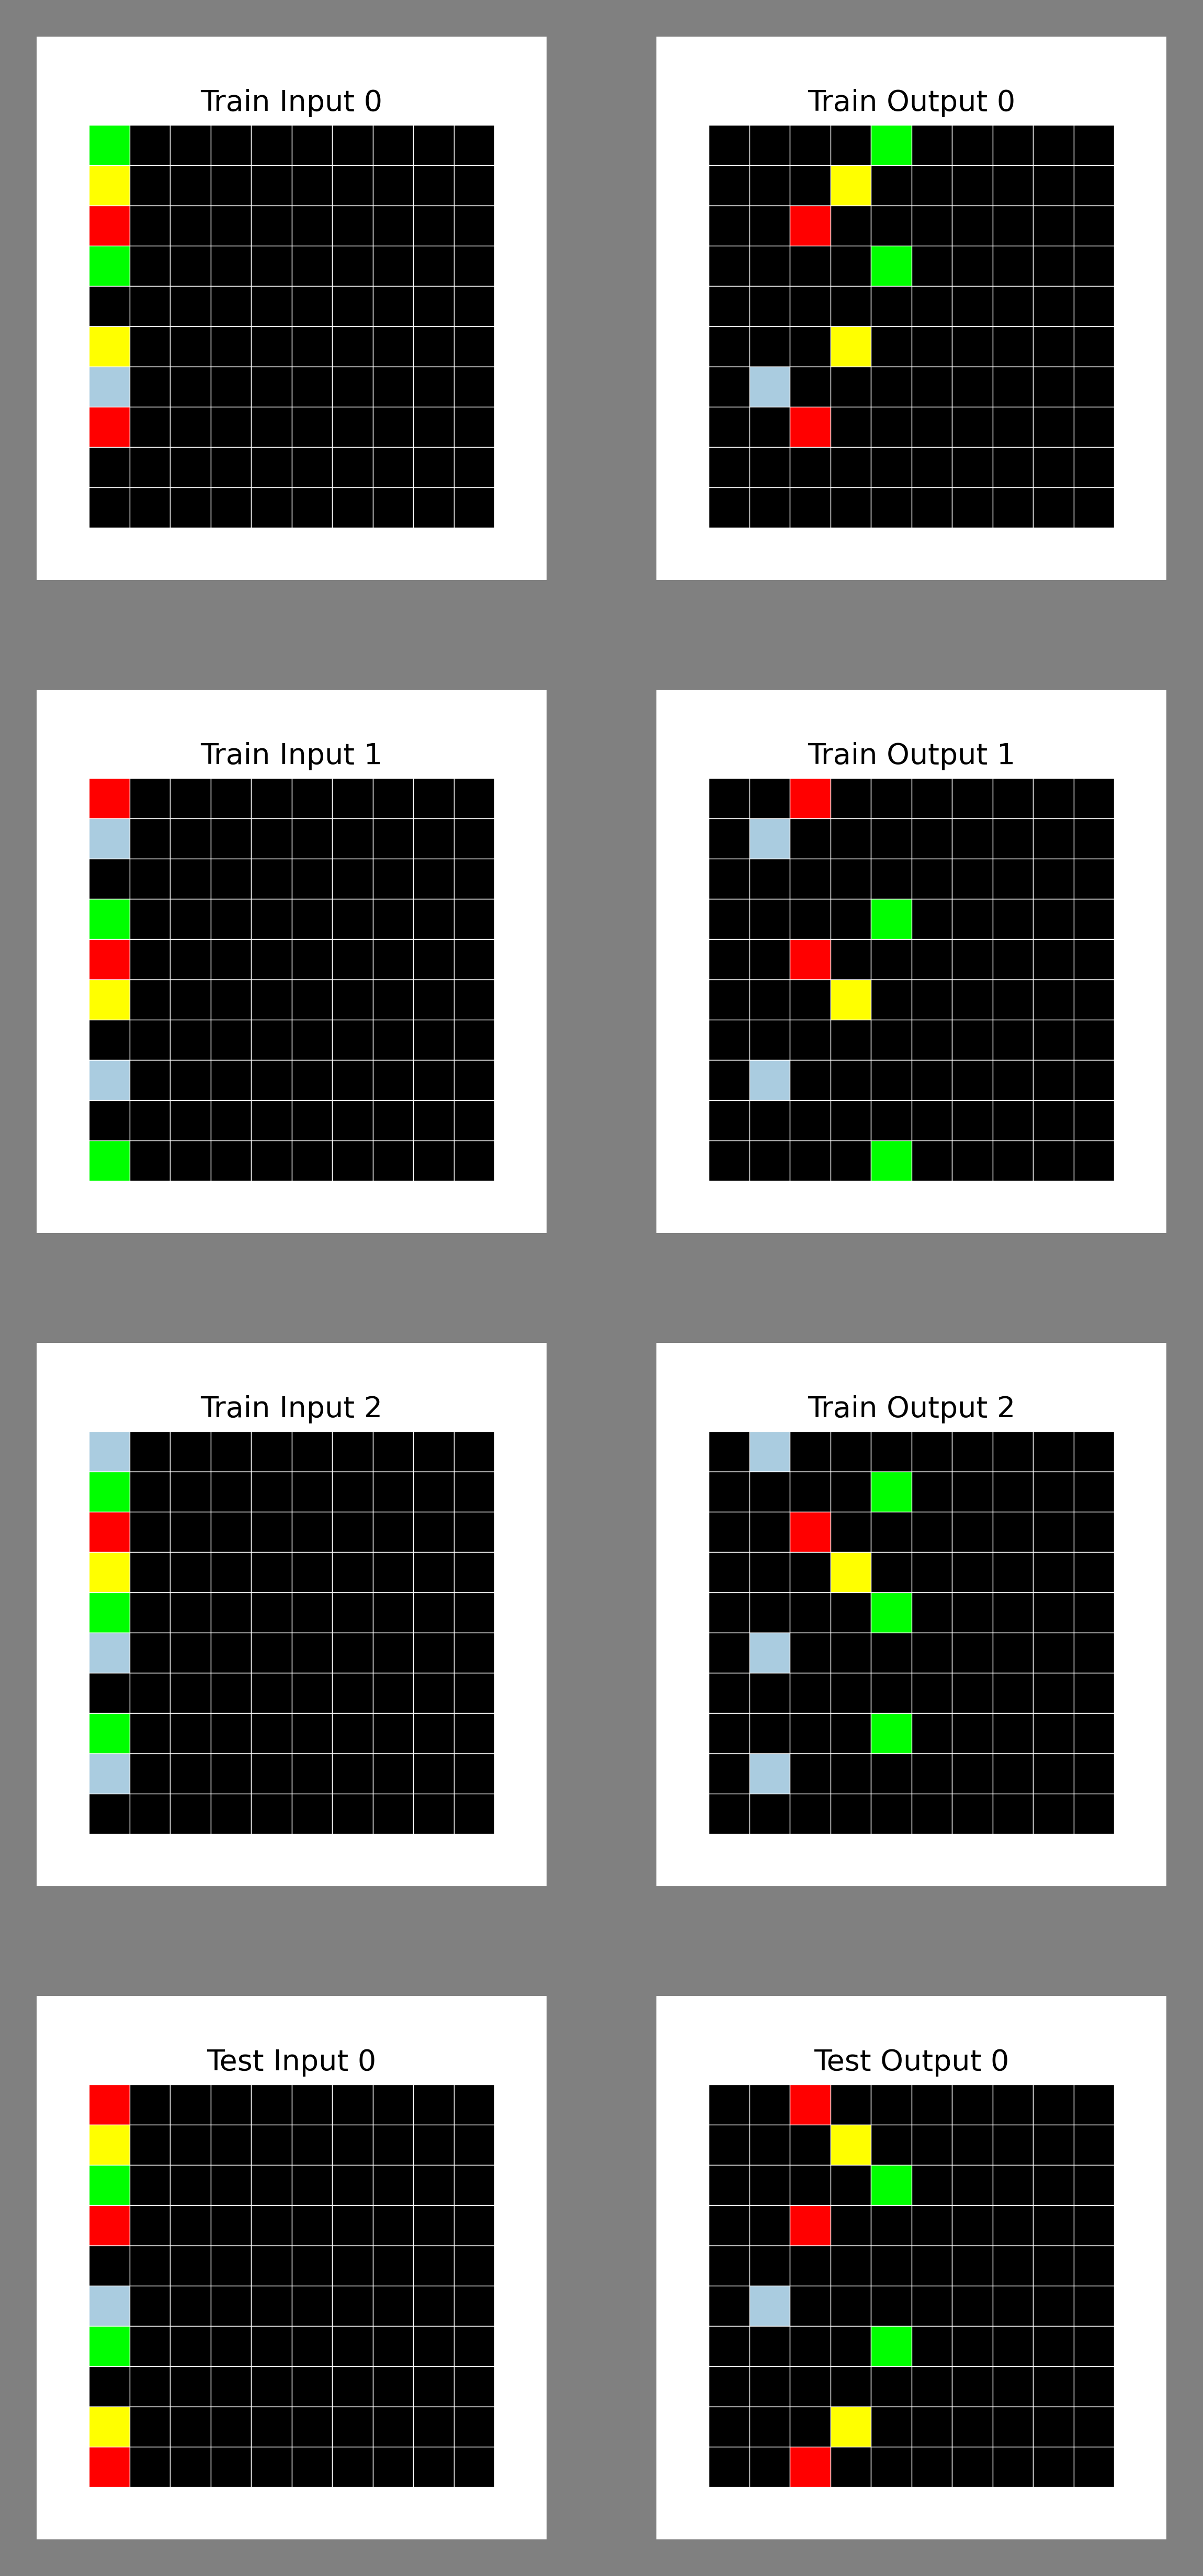 Train Input 0
Train Output 0
Train Input 1
Train Output 1
Train Input 2
Train Output 2
Test Input 0
Test Output 0